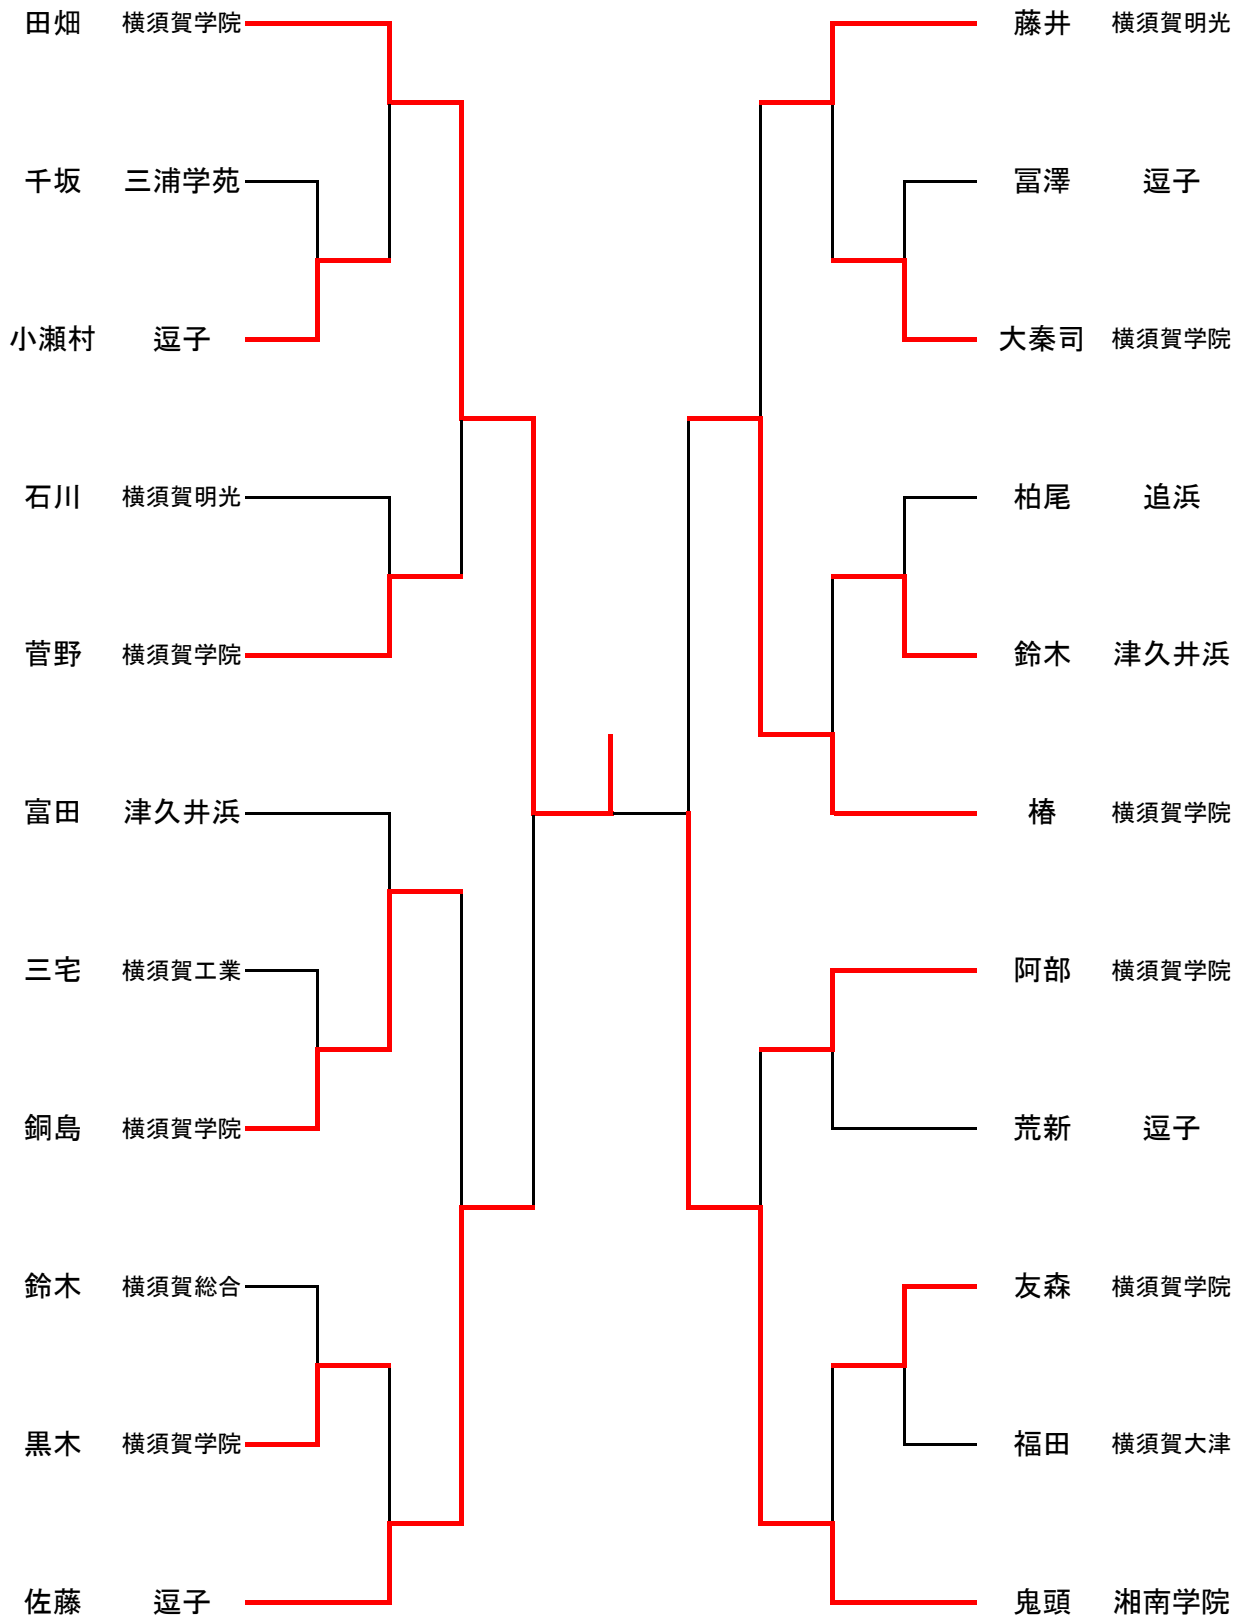 田畑 横須賀学院
千坂 三浦学苑
小瀬村 逗子
石川 横須賀明光
菅野 横須賀学院
富田 津久井浜
三宅 横須賀工業
銅島 横須賀学院
鈴木 横須賀総合
黒木 横須賀学院
佐藤 逗子
藤井 横須賀明光
冨澤 逗子
大秦司 横須賀学院
柏尾 追浜
鈴木 津久井浜
椿 横須賀学院
阿部 横須賀学院
荒新 逗子
友森 横須賀学院
福田 横須賀大津
鬼頭 湘南学院